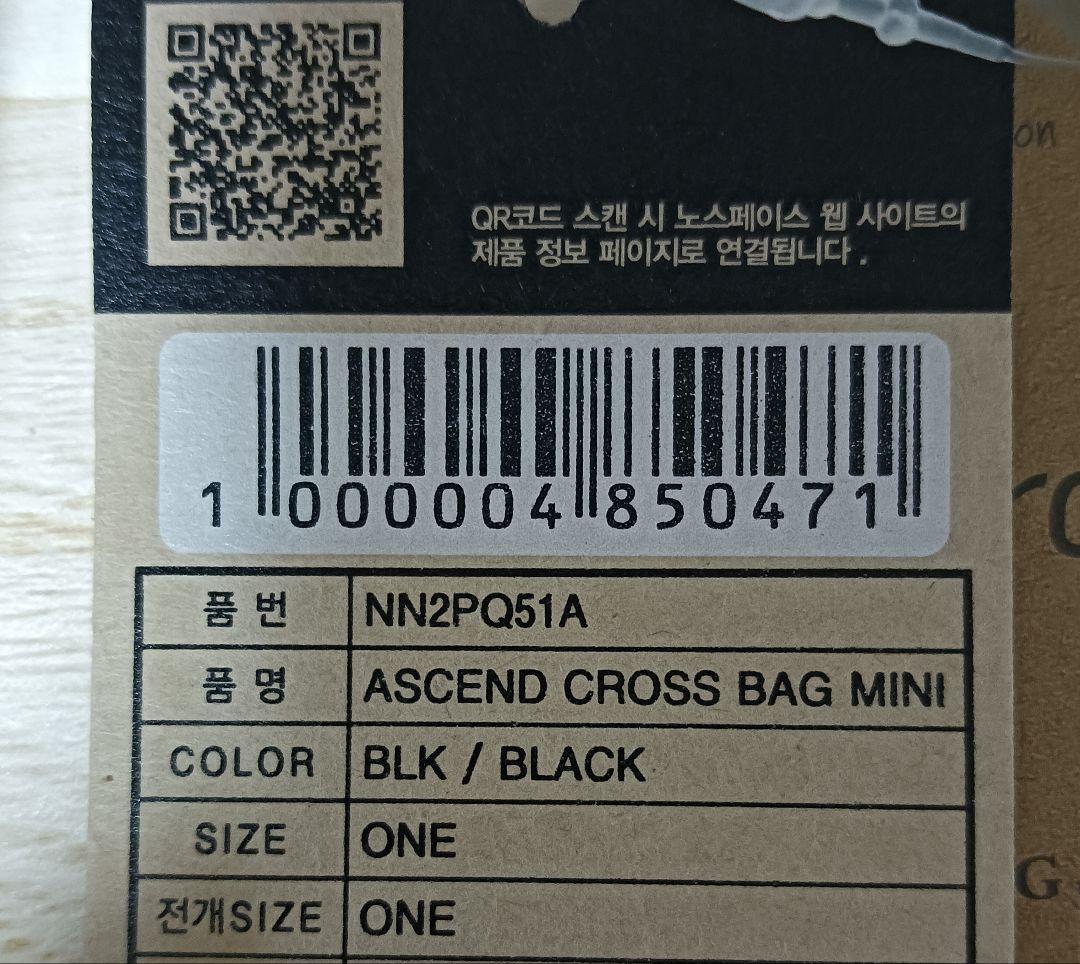 on
QR코드 스캔 시 노스페이스 웹 사이트의
제품 정보 페이지로 연결됩니다 .
1 000004 850471
품 번 NN2PQ51A
품 명 ASCEND CROSS BAG MINI
COLOR BLK / BLACK
SIZE ONE
전개SIZE ONE
G